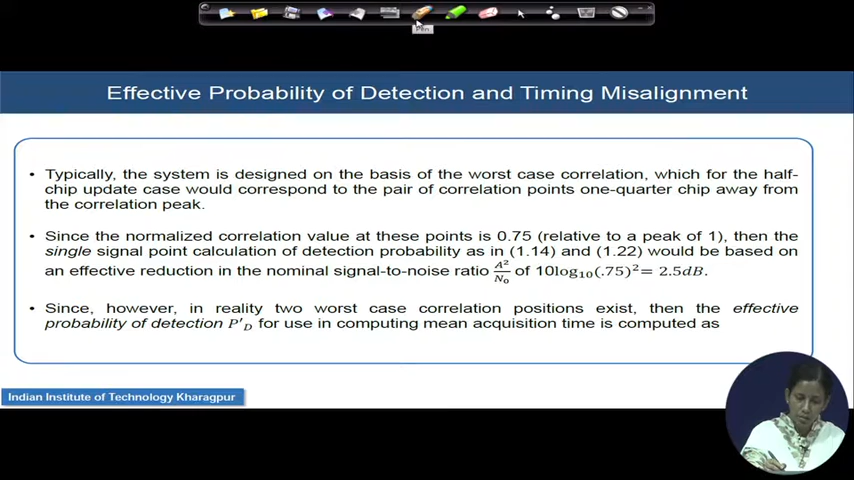 Pen
Effective Probability of Detection and Timing Misalignment
• Typically, the system is designed on the basis of the worst case correlation, which for the half-
chip update case would correspond to the pair of correlation points one-quarter chip away from
the correlation peak.
• Since the normalized correlation value at these points is 0.75 (relative to a peak of 1), then the
single signal point calculation of detection probability as in (1.14) and (1.22) would be based on
an effective reduction in the nominal signal-to-noise ratio A²/N₀ of 10log₁₀(.75)²= 2.5dB.
• Since, however, in reality two worst case correlation positions exist, then the effective
probability of detection P′_D for use in computing mean acquisition time is computed as
Indian Institute of Technology Kharagpur